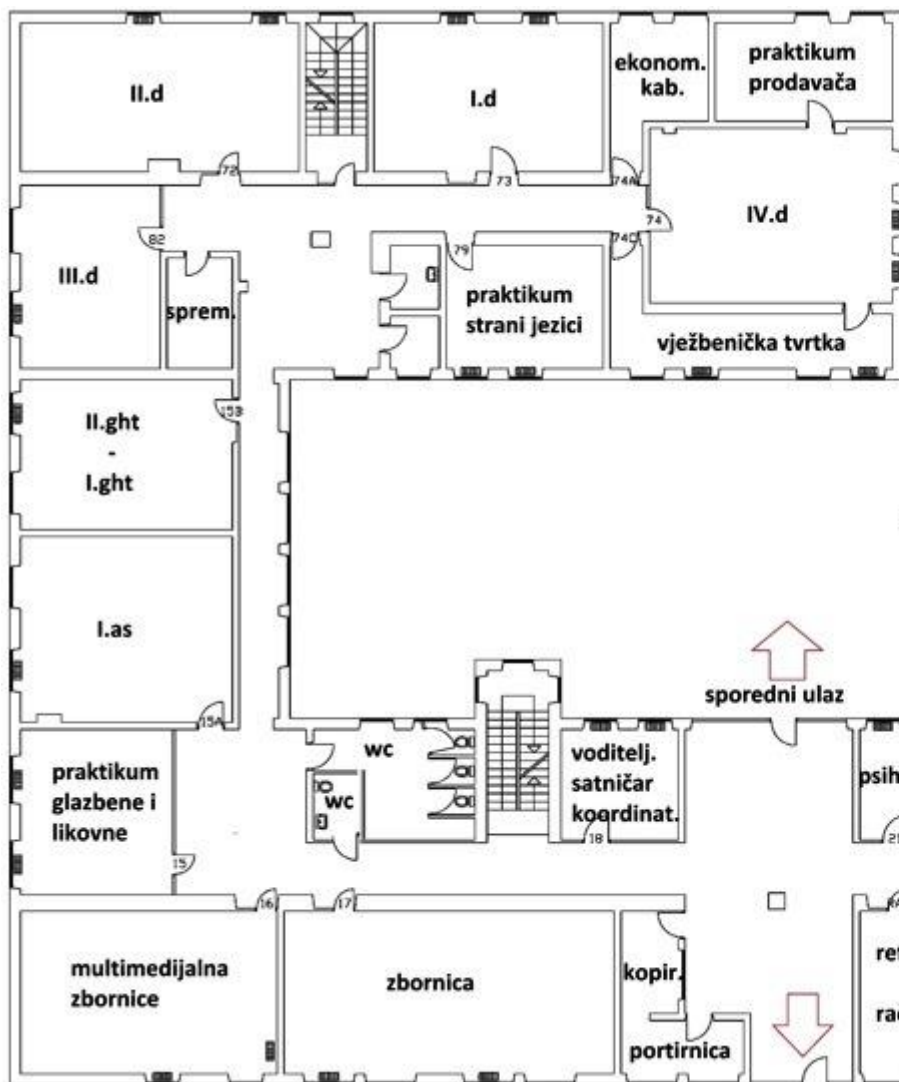 II.d
I.d
ekonom.
kab.
praktikum
prodavača
72
73
74A
74
IV.d
82
79
III.d
sprem.
praktikum
strani jezici
vježbenička tvrtka
II.ght
-
I.ght
15B
I.as
15A
sporedni ulaz
praktikum
glazbene i
likovne
wc
wc
voditelj.
satničar
koordinat.
psih
15
18
16
17
multimedijalna
zbornice
zbornica
kopir.
portirnica